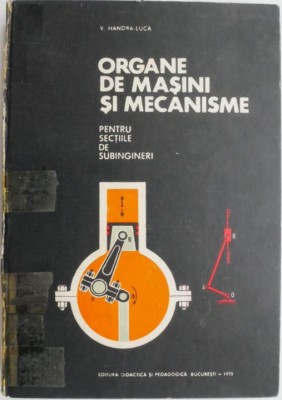 V. HANDRA-LUCA
ORGANE
DE MAȘINI
ȘI MECANISME
PENTRU
SECȚIILE
DE
SUBINGINERI
EDITURA DIDACTICĂ ȘI PEDAGOGICĂ BUCUREȘTI – 1975